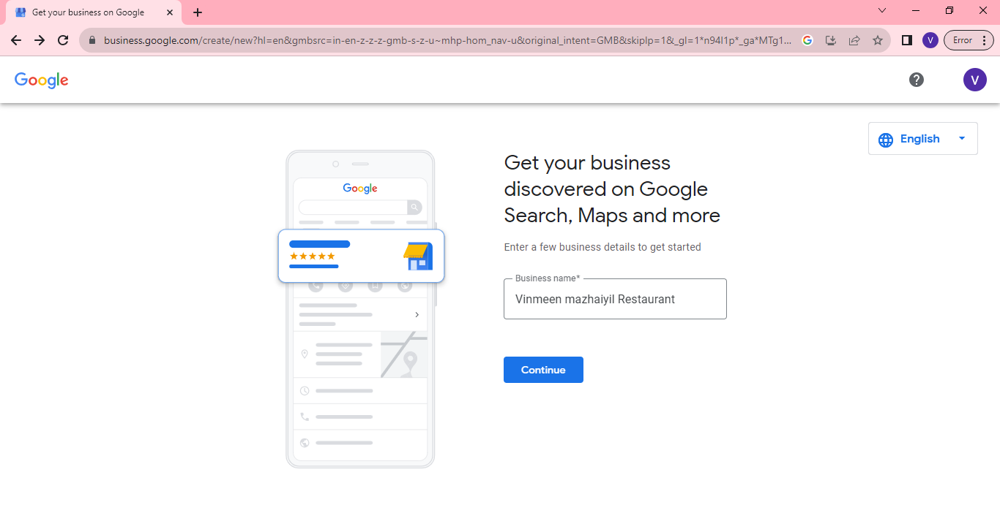 Get your business on Google
business.google.com/create/new?hl=en&gmbsrc=in-en-z-z-z-gmb-s-z-u~mhp-hom_nav-u&original_intent=GMB&skiplp=1&_gl=1*n94l1p*_ga*MTg1...
V
Error
Google
V
English
Google
Get your business
discovered on Google
Search, Maps and more
Enter a few business details to get started
Business name*
Vinmeen mazhaiyil Restaurant
Continue